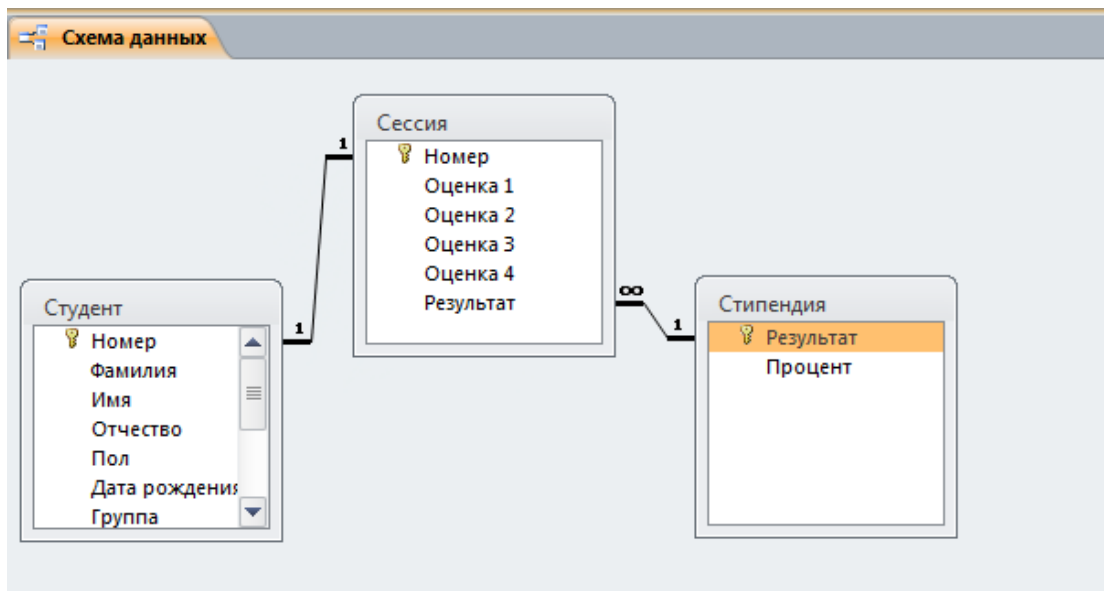 Схема данных
Сессия
1
Номер
Оценка 1
Оценка 2
Оценка 3
Оценка 4
Результат
∞
1
Студент
1
Номер
Фамилия
Имя
Отчество
Пол
Дата рождения
Группа
Стипендия
Результат
Процент